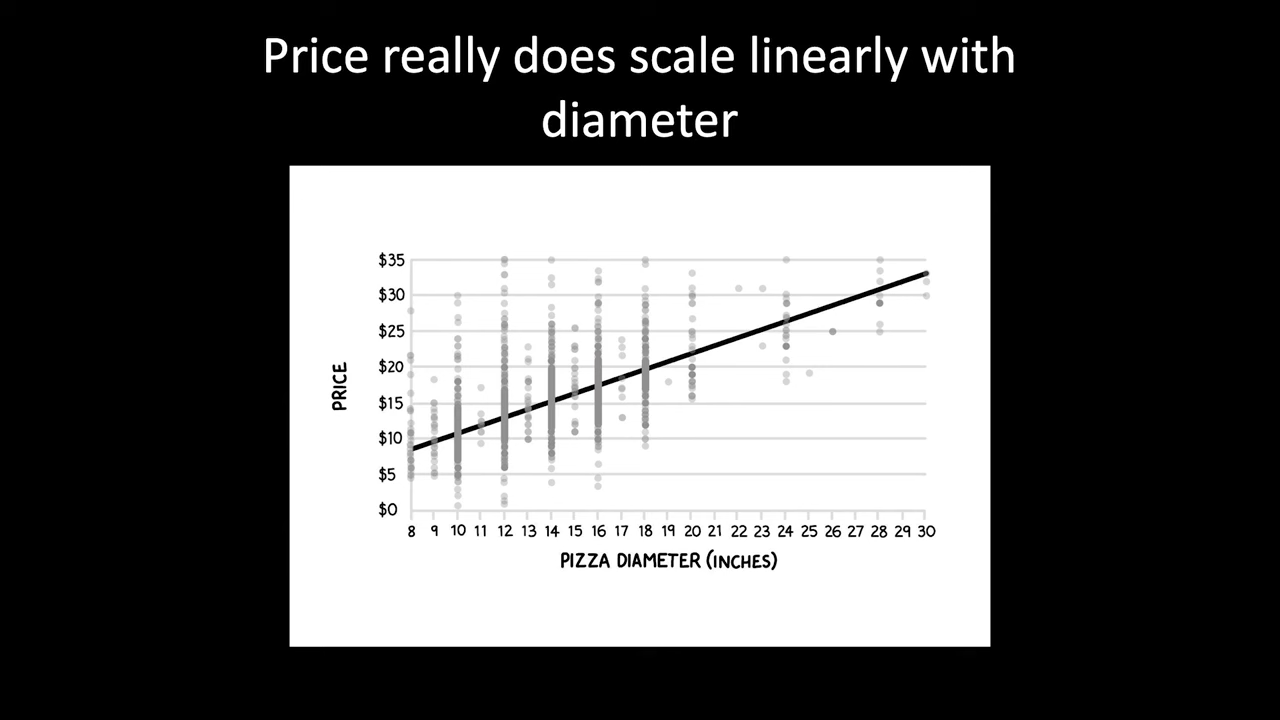 Price really does scale linearly with
diameter
$35
$30
$25
$20
$15
$10
$5
$0
PRICE
8 9 10 11 12 13 14 15 16 17 18 19 20 21 22 23 24 25 26 27 28 29 30
PIZZA DIAMETER (INCHES)